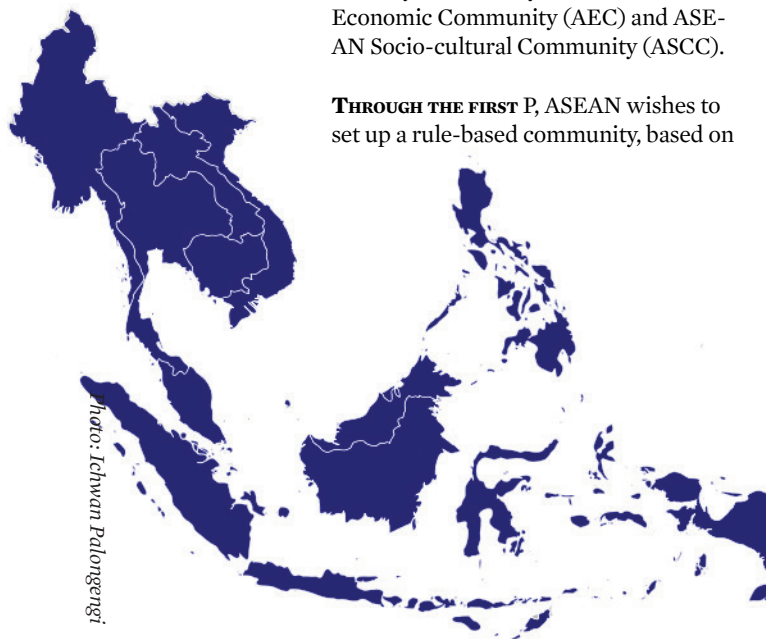 Economic Community (AEC) and ASE-
AN Socio-cultural Community (ASCC).
THROUGH THE FIRST P, ASEAN wishes to
set up a rule-based community, based on
Photo: Ichwan Palongengi